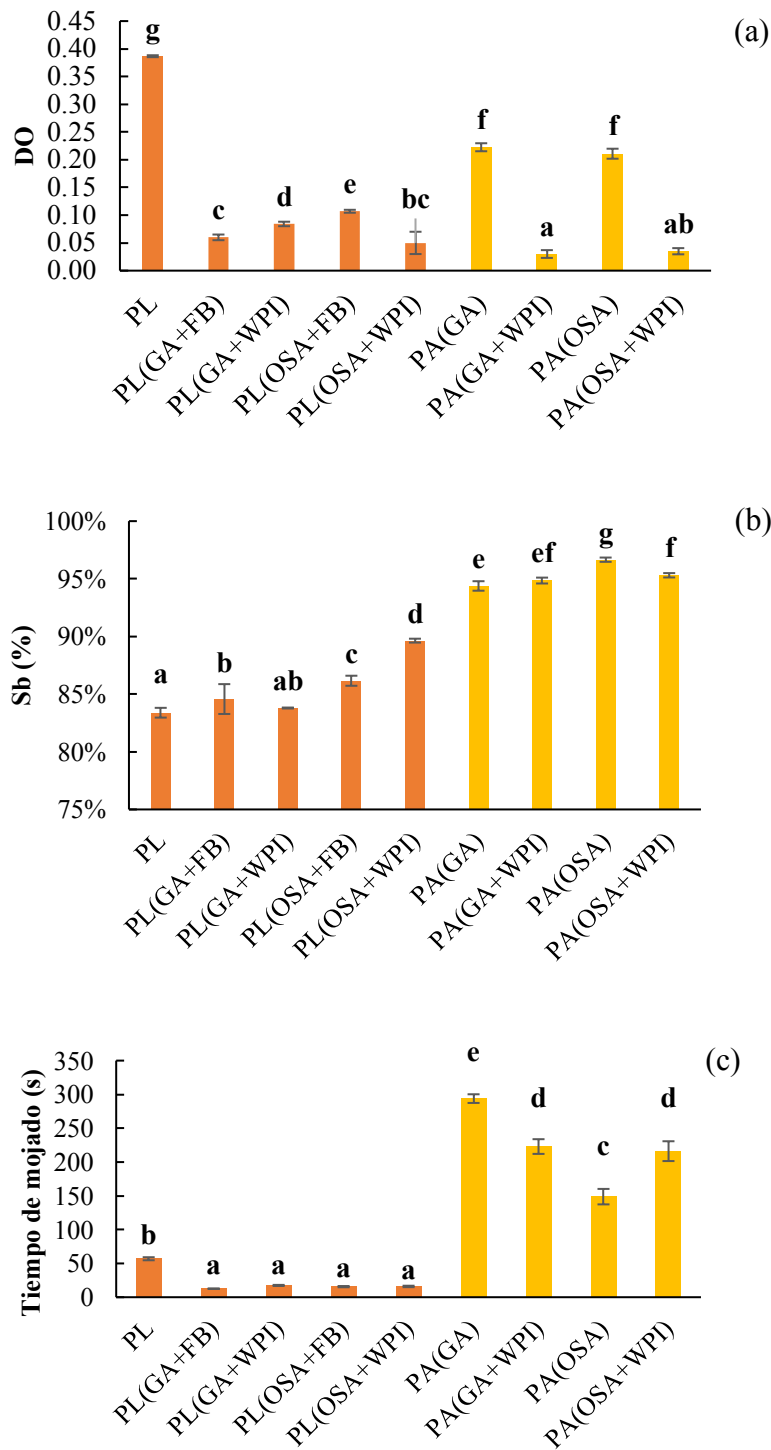 (a)
DO
0.40
0.45
0.35
0.30
0.25
0.20
0.15
0.10
0.05
0.00
g
c
d
e
bc
f
a
f
ab
PL
PL(GA+FB)
PL(GA+WPI)
PL(OSA+FB)
PL(OSA+WPI)
PA(GA)
PA(GA+WPI)
PA(OSA)
PA(OSA+WPI)
(b)
Sb (%)
100%
95%
90%
85%
80%
75%
a
b
ab
c
d
e
ef
g
f
PL
PL(GA+FB)
PL(GA+WPI)
PL(OSA+FB)
PL(OSA+WPI)
PA(GA)
PA(GA+WPI)
PA(OSA)
PA(OSA+WPI)
(c)
Tiempo de mojado (s)
350
300
250
200
150
100
50
0
b
a
a
a
a
e
d
c
d
PL
PL(GA+FB)
PL(GA+WPI)
PL(OSA+FB)
PL(OSA+WPI)
PA(GA)
PA(GA+WPI)
PA(OSA)
PA(OSA+WPI)